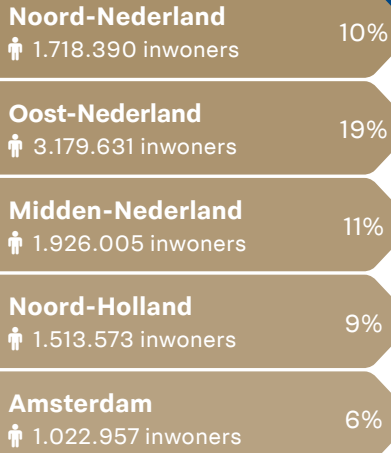 Noord-Nederland
1.718.390 inwoners
10%
Oost-Nederland
3.179.631 inwoners
19%
Midden-Nederland
1.926.005 inwoners
11%
Noord-Holland
1.513.573 inwoners
9%
Amsterdam
1.022.957 inwoners
6%